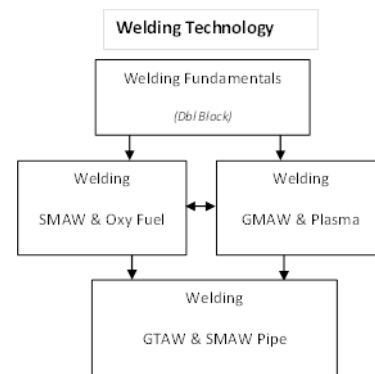 Welding Technology
Welding Fundamentals
(Dbl Block)
Welding
SMAW & Oxy Fuel
Welding
GMAW & Plasma
Welding
GTAW & SMAW Pipe